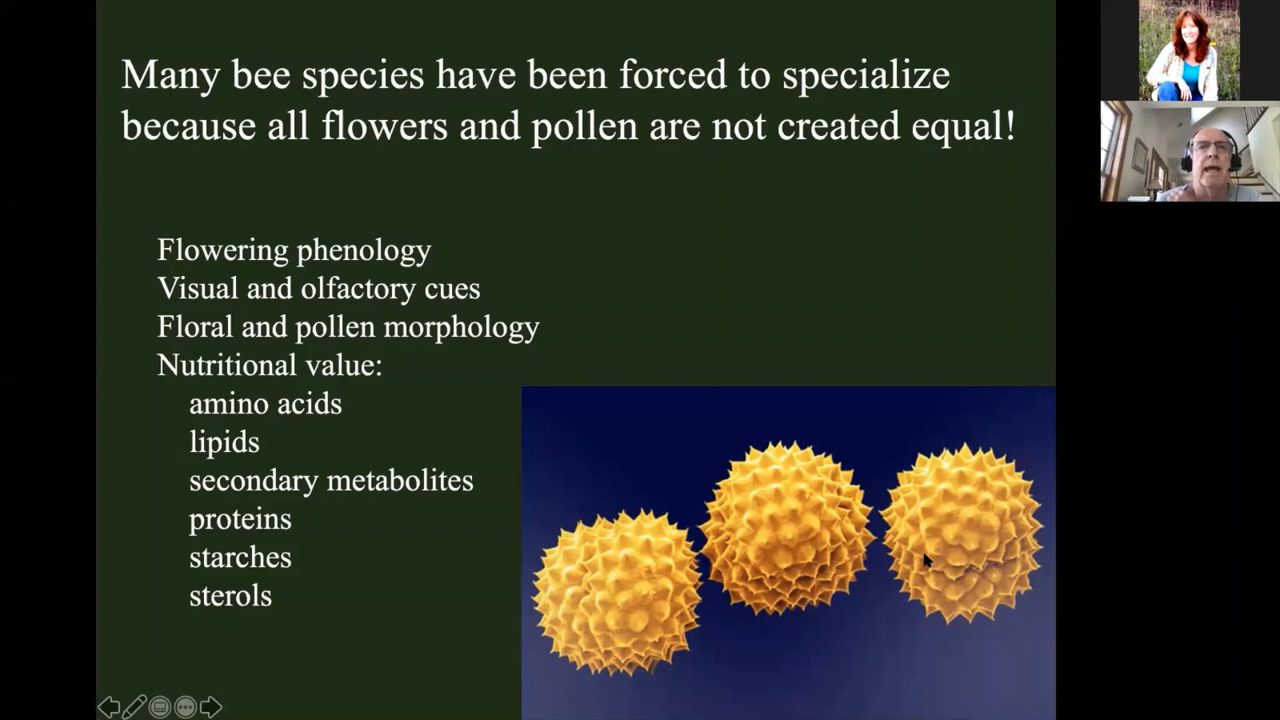 Many bee species have been forced to specialize
because all flowers and pollen are not created equal!
Flowering phenology
Visual and olfactory cues
Floral and pollen morphology
Nutritional value:
amino acids
lipids
secondary metabolites
proteins
starches
sterols